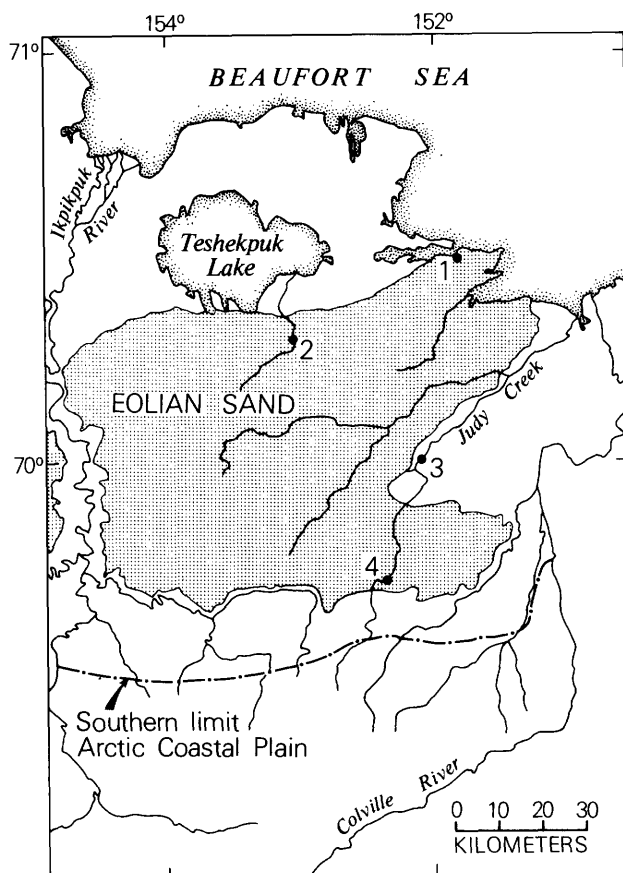 154° 152°
71°
BEAUFORT SEA
Ikpikpuk
River
Teshekpuk
Lake
1
2
EOLIAN SAND
Judy Creek
70°
3
4
Southern limit
Arctic Coastal Plain
Colville River
0 10 20 30
KILOMETERS